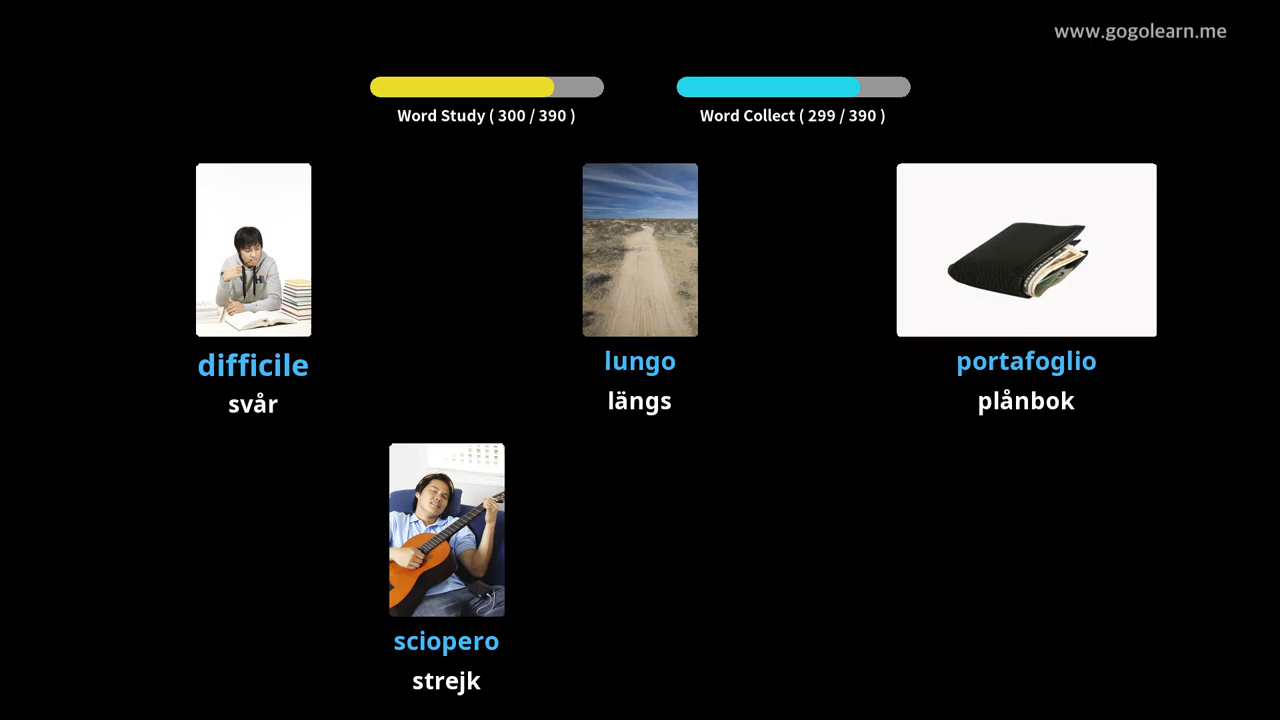 www.gogolearn.me
Word Study ( 300 / 390 )
Word Collect ( 299 / 390 )
difficile
svår
lungo
längs
portafoglio
plånbok
sciopero
strejk